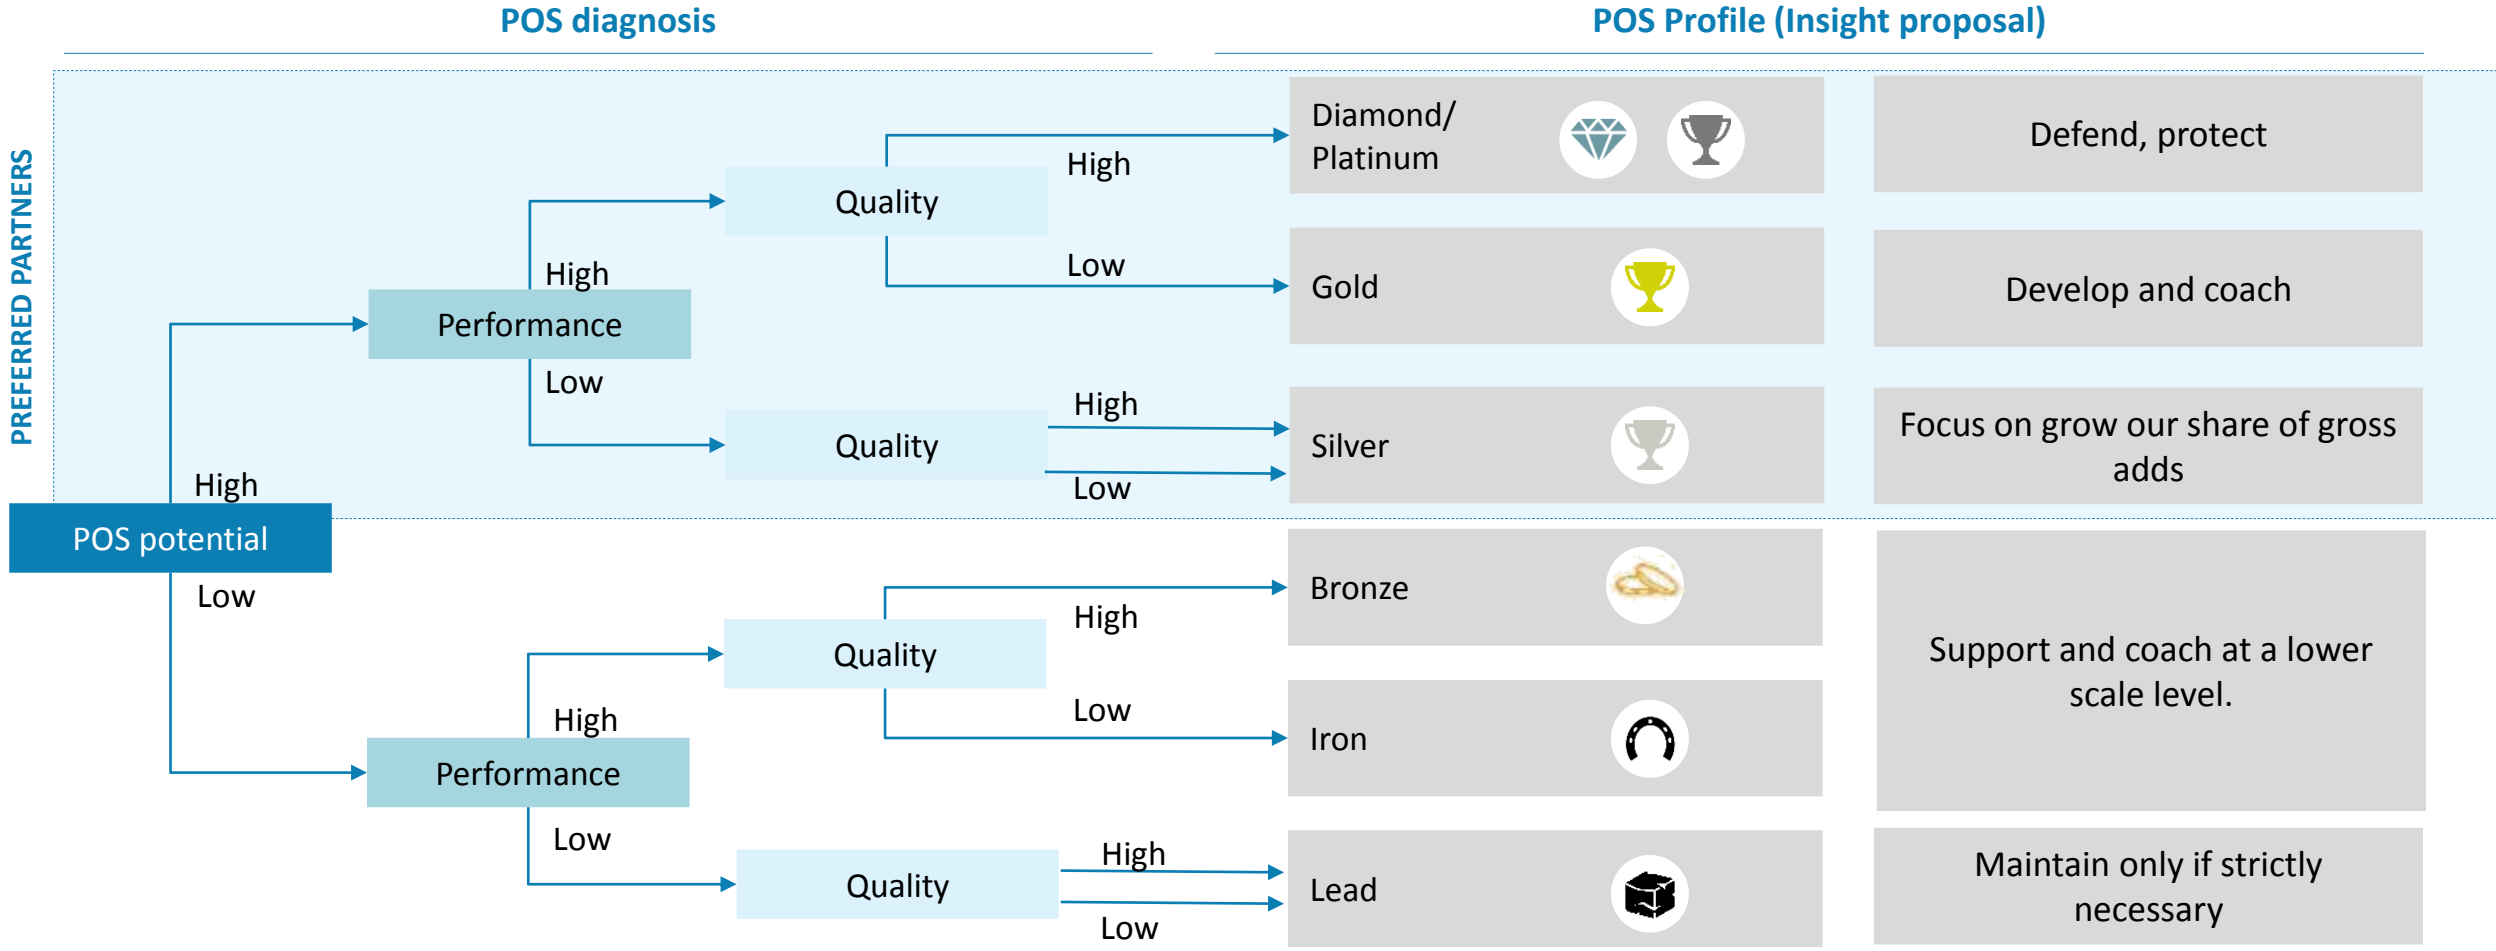 POS diagnosis
POS Profile (Insight proposal)
PREFERRED PARTNERS
POS potential
High
Low
Performance
High
Low
Quality
High
Low
Quality
High
Low
Performance
High
Low
Quality
High
Low
Quality
High
Low
Diamond/
Platinum
Defend, protect
Gold
Develop and coach
Silver
Focus on grow our share of gross
adds
Bronze
Iron
Support and coach at a lower
scale level.
Lead
Maintain only if strictly
necessary